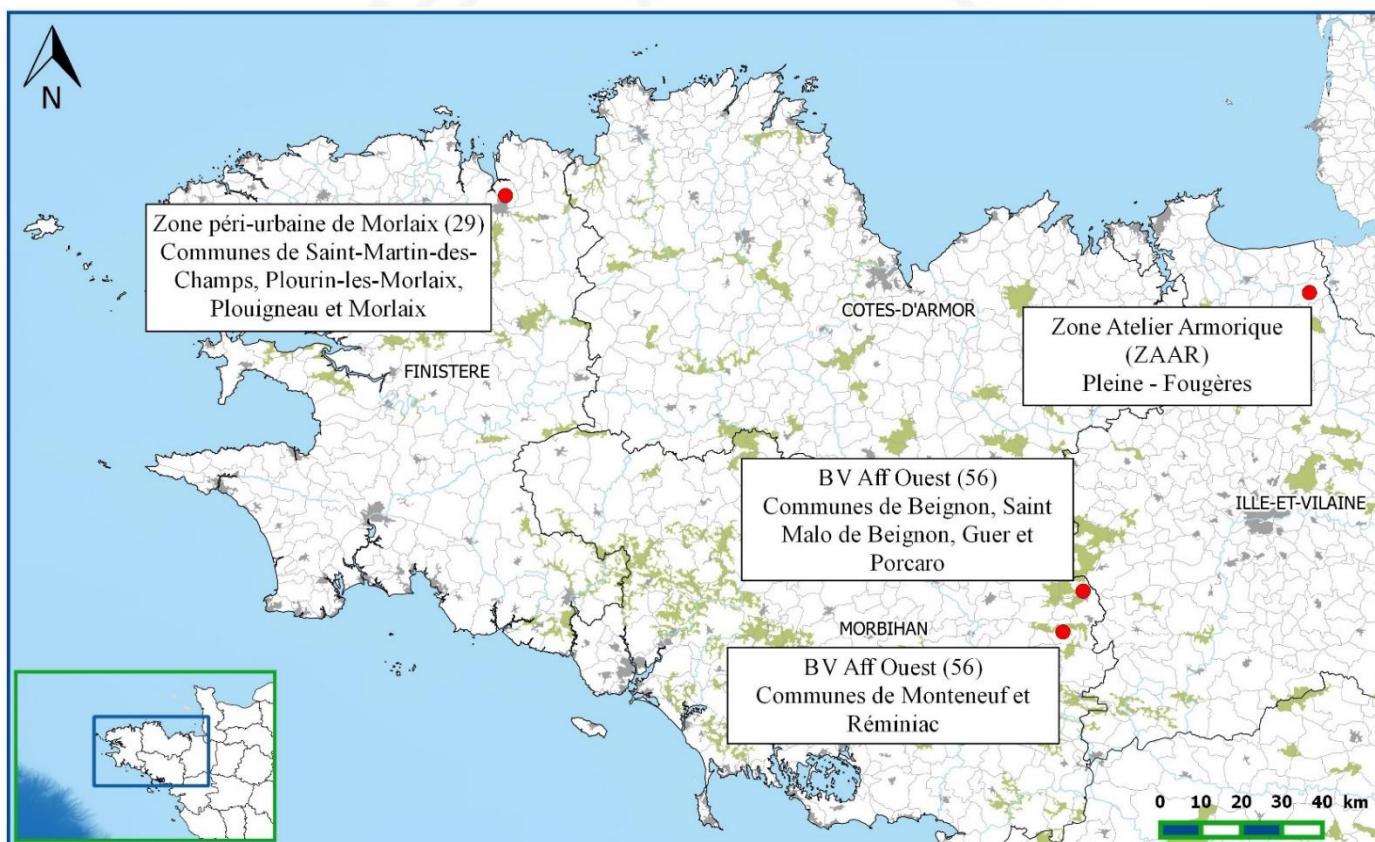 N
Zone péri-urbaine de Morlaix (29)
Communes de Saint-Martin-des-
Champs, Plourin-les-Morlaix,
Plouigneau et Morlaix
COTES-D'ARMOR
FINISTERE
Zone Atelier Armorique
(ZAAR)
Pleine - Fougères
BV Aff Ouest (56)
Communes de Beignon, Saint
Malo de Beignon, Guer et
Porcaro
ILLE-ET-VILAINE
MORBIHAN
BV Aff Ouest (56)
Communes de Monteneuf et
Réminiac
0 10 20 30 40 km